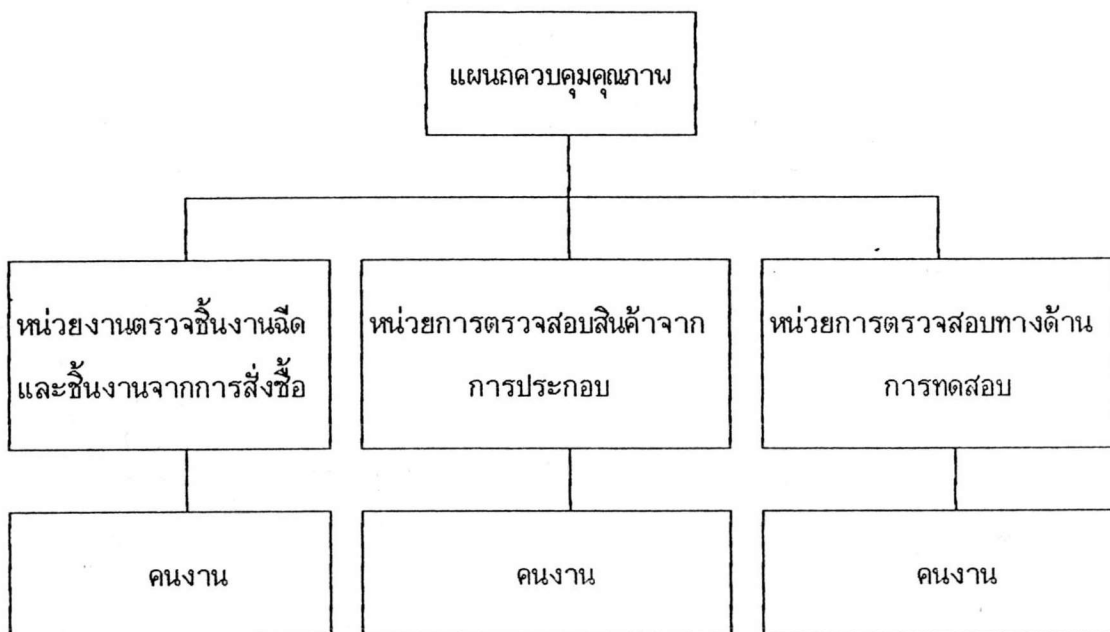 แผนถควบคุมคุณภาพ
หน่วยงานตรวจชิ้นงานฉีด
และชิ้นงานจากการสั่งซื้อ
หน่วยการตรวจสอบสินค้าจาก
การประกอบ
หน่วยการตรวจสอบทางด้าน
การทดสอบ
คนงาน
คนงาน
คนงาน